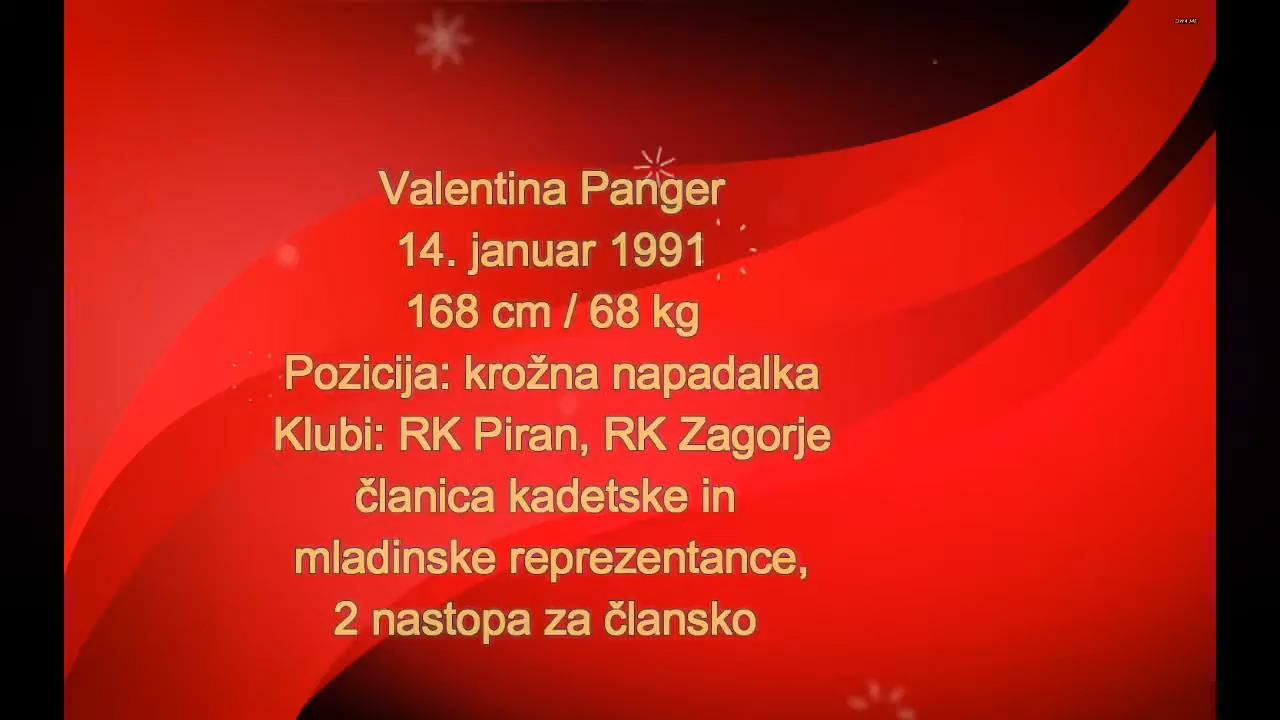 Valentina Panger
14. januar 1991
168 cm / 68 kg
Pozicija: krožna napadalka
Klubi: RK Piran, RK Zagorje
članica kadetske in
mladinske reprezentance,
2 nastopa za člansko